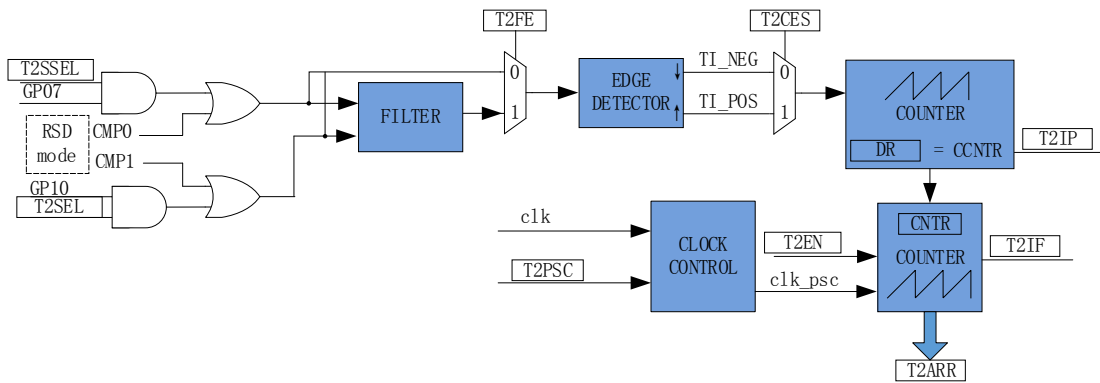 T2FE
T2CES
T2SSEL
GP07
RSD
mode
CMP0
CMP1
GP10
T2SEL
FILTER
0
1
EDGE
DETECTOR
↓
↑
TI_NEG
TI_POS
0
1
COUNTER
DR = CCNTR
T2IP
clk
T2PSC
CLOCK
CONTROL
T2EN
clk_psc
CNTR
COUNTER
T2IF
T2ARR